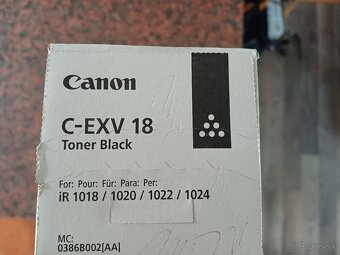 Canon
C-EXV 18
Toner Black
For: Pour: Für: Para: Per:
iR 1018 / 1020 / 1022 / 1024
MC:
0386B002[AA]